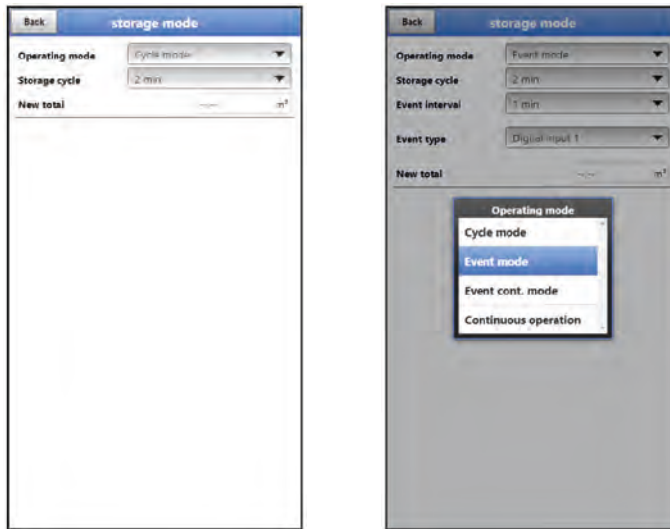 Back storage mode
Operating mode Cycle mode
Storage cycle 2 min
New total -,-- m³
Back storage mode
Operating mode Event mode
Storage cycle 2 min
Event interval 1 min
Event type Digital input 1
New total -,-- m³
Operating mode
Cycle mode
Event mode
Event cont. mode
Continuous operation